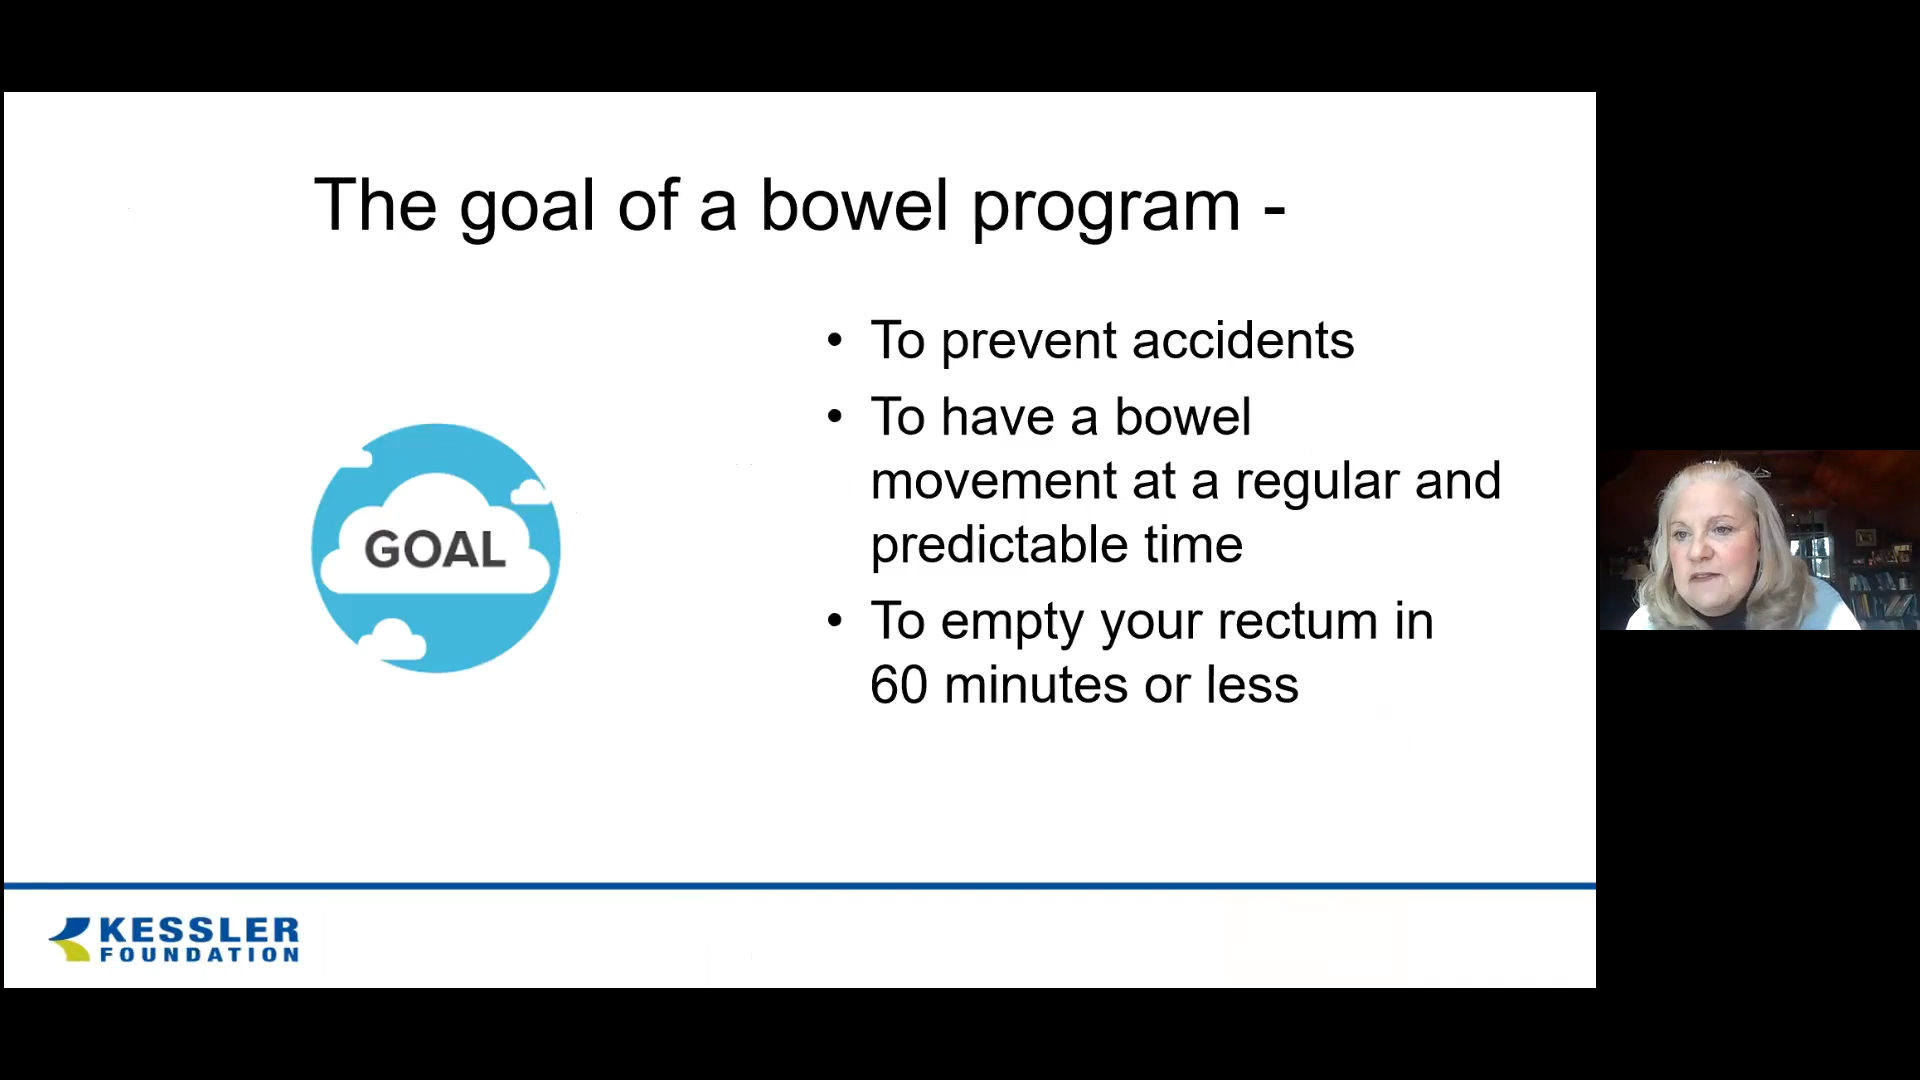 The goal of a bowel program -
• To prevent accidents
• To have a bowel
movement at a regular and
predictable time
• To empty your rectum in
60 minutes or less
GOAL
KESSLER
FOUNDATION